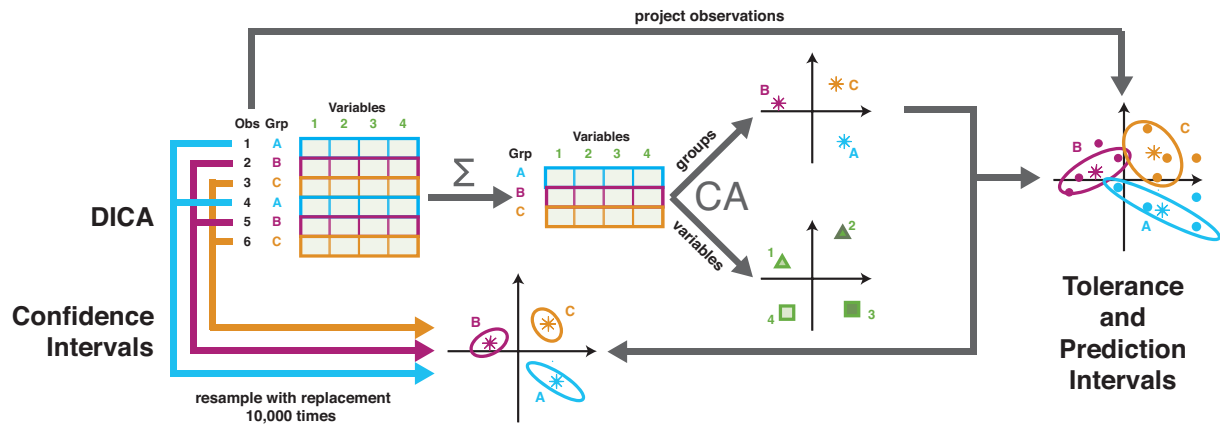 project observations
Variables
Obs Grp 1 2 3 4
1 A
2 B
3 C
4 A
5 B
6 C
DICA
Σ
Variables
Grp 1 2 3 4
A
B
C
groups
CA
variables
B
C
A
1
2
4
3
B
C
A
Tolerance
and
Prediction
Intervals
Confidence
Intervals
B
C
A
resample with replacement
10,000 times